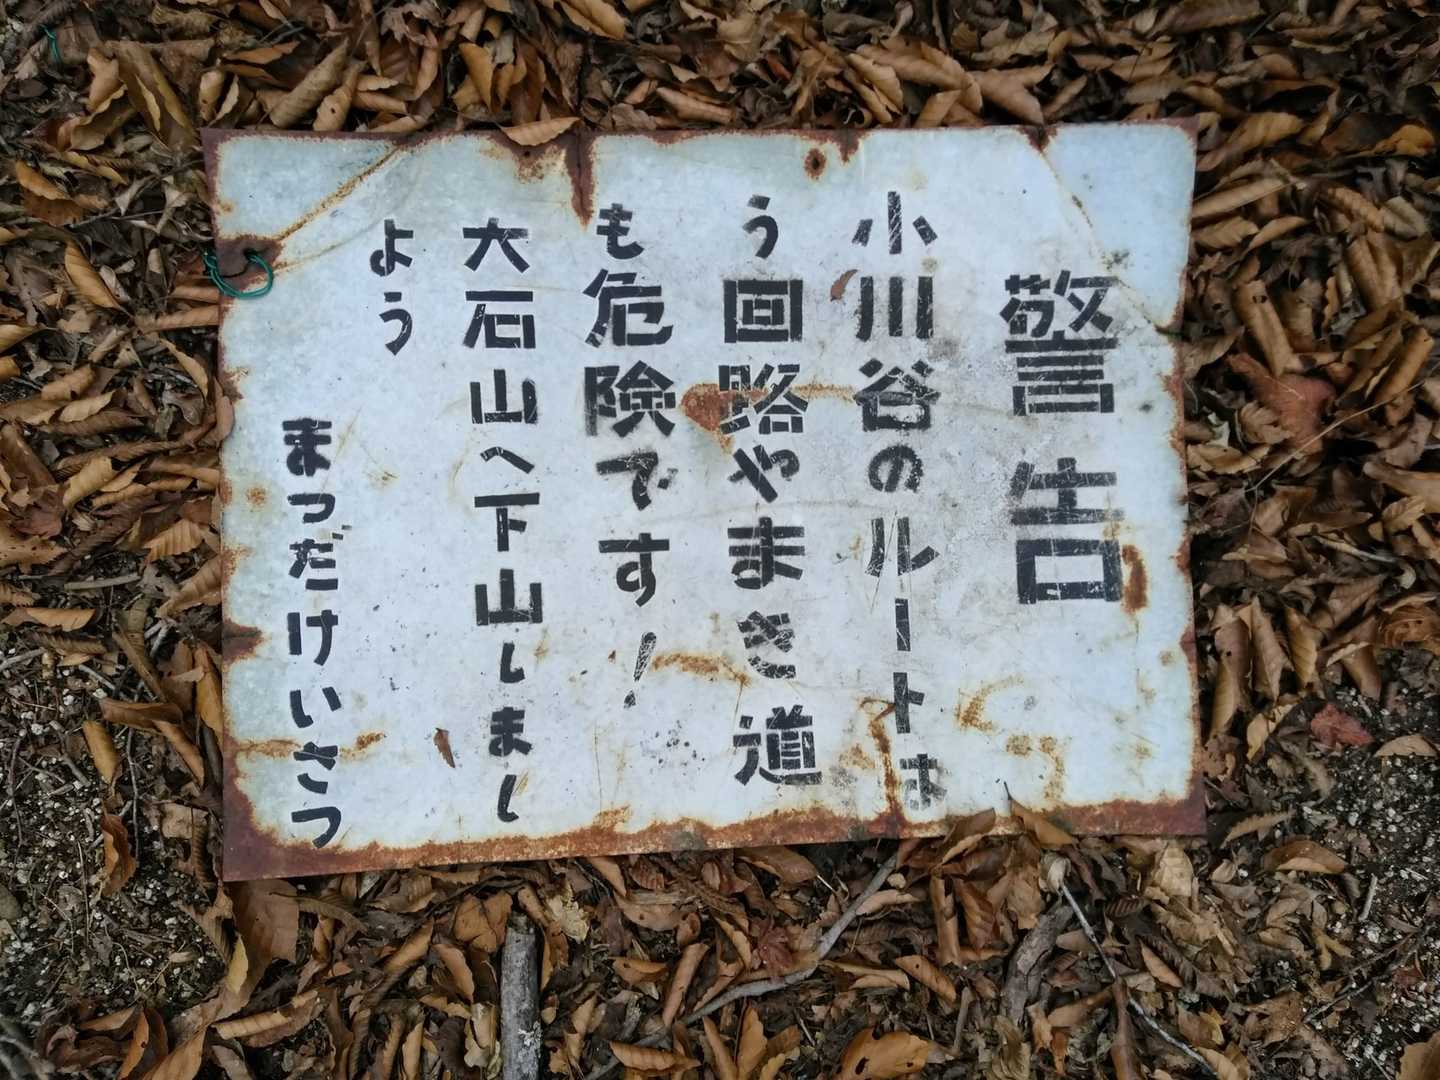 警告
小川谷のルートは
う回路やまき道
も危険です！
大石山へ下山しまし
よう
まつだけいさつ